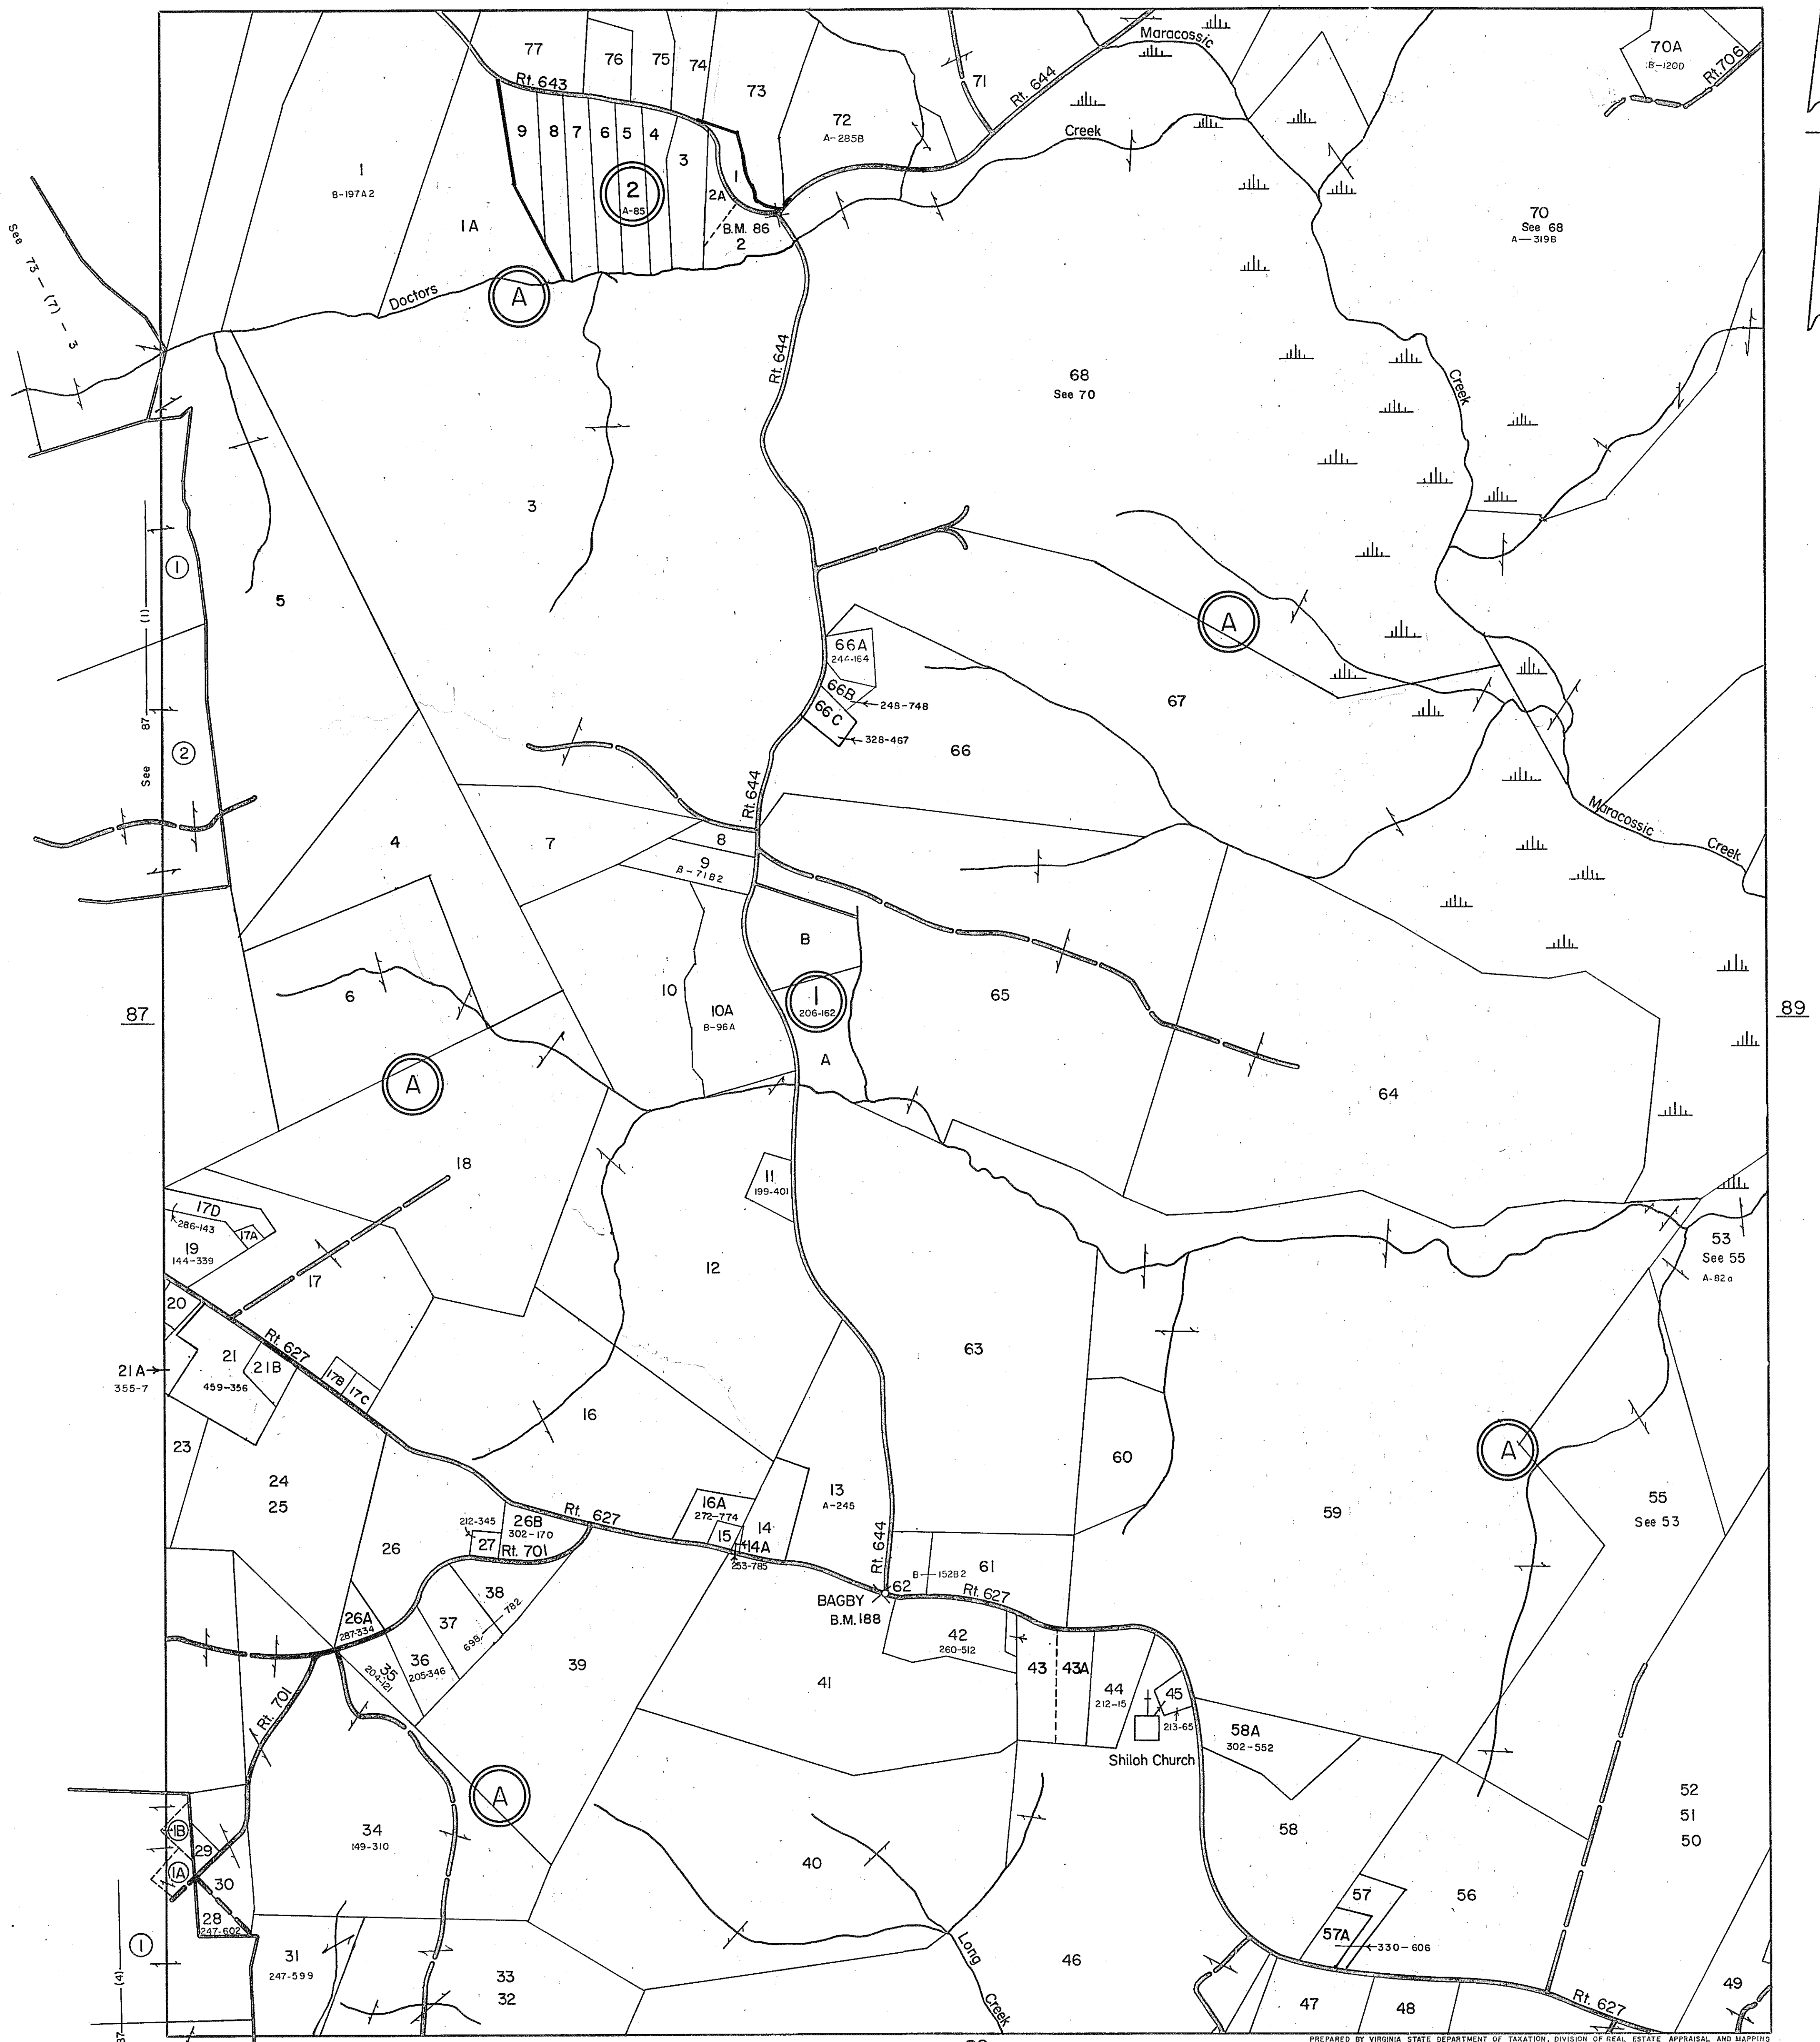 77
76
75
74
73
Maracossic
70A
B-120D
Rt. 706
Rt. 643
71
Rt. 644
72
A-285B
Creek
9
8
7
6
5
4
3
1
B-197A2
2
A-85
2A
1
1A
B.M. 86
2
70
See 68
A-319B
See 73-(7)-3
Doctors
A
Rt. 644
68
See 70
Creek
3
1
5
(1)
A
66A
244-164
66B
248-748
66C
328-467
67
66
87
See
2
Rt. 644
Maracossic
Creek
4
7
8
9
B-71B2
B
6
10
10A
B-96A
1
206-162
65
87
89
A
A
64
18
11
199-401
17D
286-143
17A
19
144-339
53
See 55
A-82a
17
12
20
Rt. 627
21A
355-7
21
459-356
21B
17B
17C
63
16
A
23
24
25
60
13
A-245
16A
272-774
59
55
See 53
Rt. 627
212-345
26B
302-170
27
Rt. 701
15
14
14A
253-785
26
Rt. 644
61
B-152B2
62
Rt. 627
BAGBY
B.M. 188
38
37
698-782
26A
287-334
36
205-346
35
204-121
39
42
260-512
43
43A
41
44
212-15
45
213-65
Rt. 701
58A
302-552
Shiloh Church
A
52
51
50
1B
29
34
149-310
58
40
1A
30
57
56
28
247-602
57A
330-606
1
31
247-599
33
32
Long
Creek
46
(4)
47
48
Rt. 627
49
87
PREPARED BY VIRGINIA STATE DEPARTMENT OF TAXATION, DIVISION OF REAL ESTATE APPRAISAL AND MAPPING